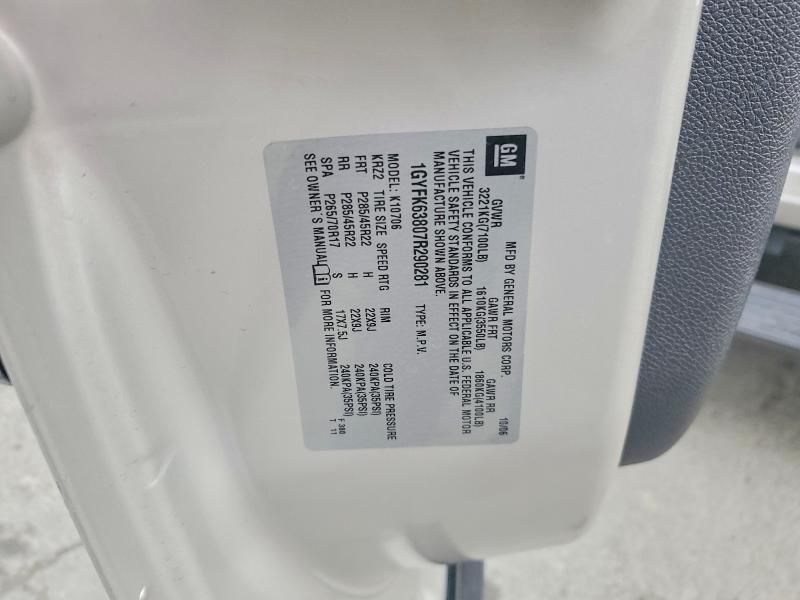 GM
MFD BY GENERAL MOTORS CORP. 10/06
GVWR GAWR FRT GAWR RR
3221KG(7100LB) 1610KG(3550LB) 1860KG(4100LB)
THIS VEHICLE CONFORMS TO ALL APPLICABLE U.S. FEDERAL MOTOR
VEHICLE SAFETY STANDARDS IN EFFECT ON THE DATE OF
MANUFACTURE SHOWN ABOVE.
1GYFK63807R290281 TYPE: M.P.V.
MODEL: K10706
KRZ2 TIRE SIZE SPEED RTG RIM COLD TIRE PRESSURE
FRT P285/45R22 H 22X9J 240KPA(35PSI)
RR P285/45R22 H 22X9J 240KPA(35PSI)
SPA P265/70R17 S 17X7.5J 240KPA(35PSI)
SEE OWNER'S MANUAL FOR MORE INFORMATION. F 380
T 11